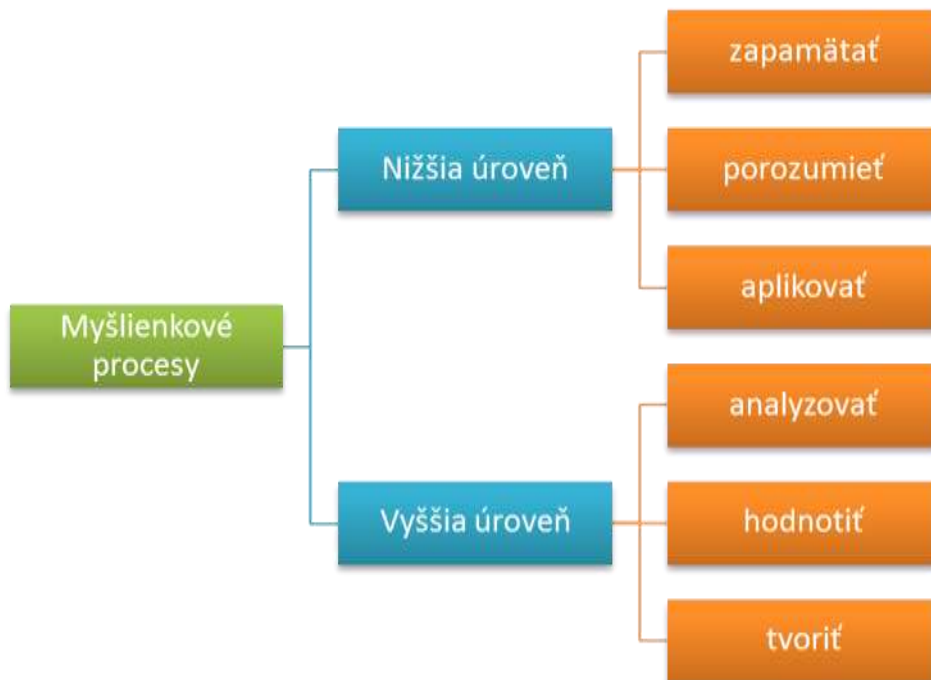 Myšlienkové
procesy
Nižšia úroveň
zapamätať
porozumieť
aplikovať
Vyššia úroveň
analyzovať
hodnotiť
tvoriť